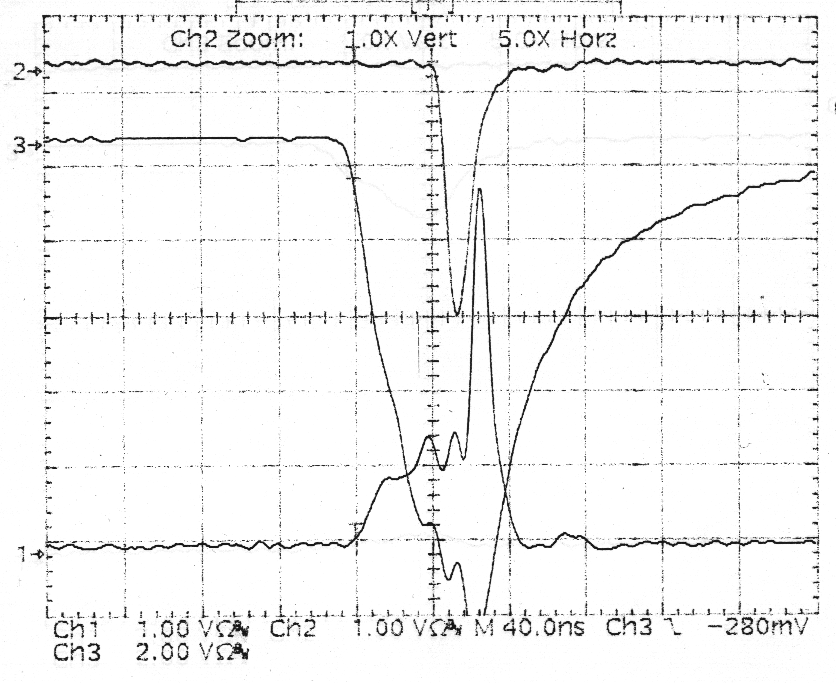 Ch2 Zoom: 1.0X Vert 5.0X Horz
2→
3→
1→
Ch1 1.00 VΩ Ch2 1.00 VΩ M 40.0ns Ch3 -280mV
Ch3 2.00 VΩ